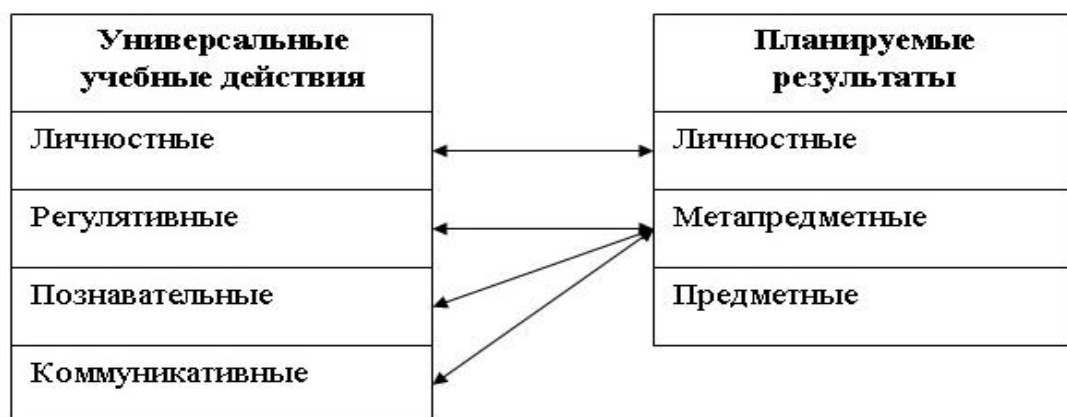 Универсальные
учебные действия
Личностные
Регулятивные
Познавательные
Коммуникативные
Планируемые
результаты
Личностные
Метапредметные
Предметные